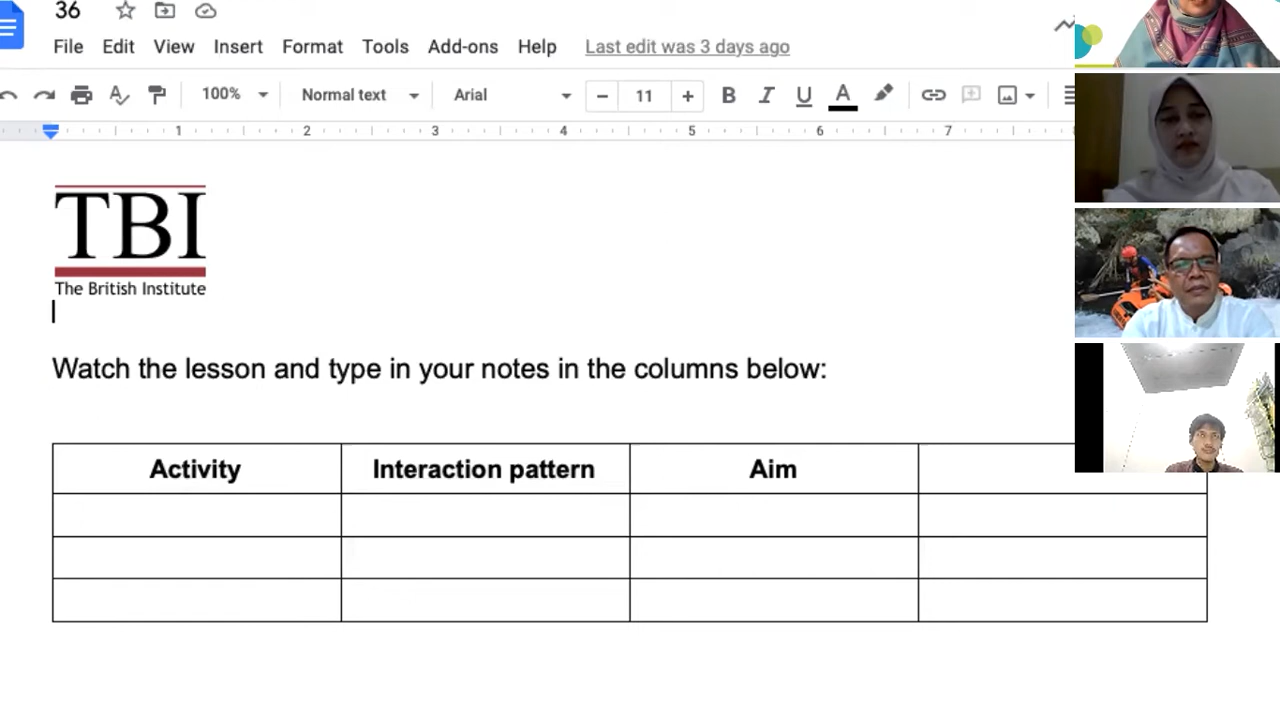 36
File Edit View Insert Format Tools Add-ons Help Last edit was 3 days ago
100% Normal text Arial 11 B I U A
1 2 3 4 5 6 7
TBI
The British Institute
Watch the lesson and type in your notes in the columns below:
Activity Interaction pattern Aim